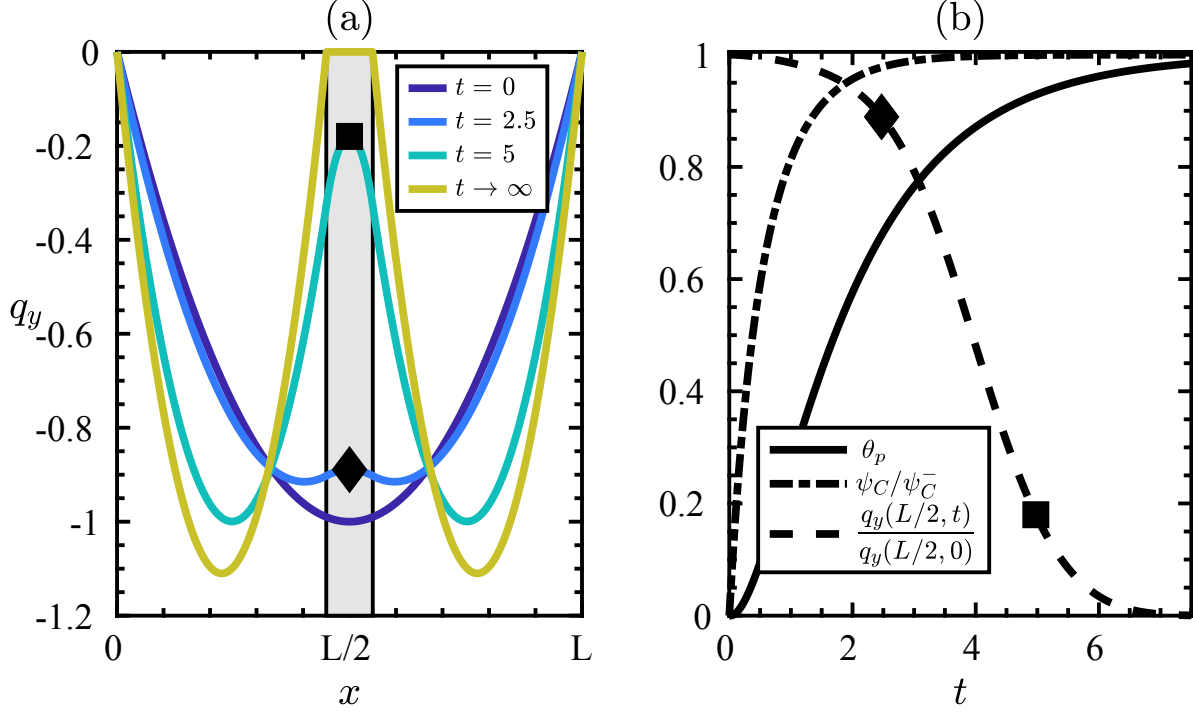 (a)
0
-0.2
-0.4
-0.6
-0.8
-1
-1.2
q_y
t = 0
t = 2.5
t = 5
t → ∞
0
L/2
L
x
(b)
1
0.8
0.6
0.4
0.2
0
θ_p
ψ_C/ψ_C^-
q_y(L/2, t)
q_y(L/2, 0)
0
2
4
6
t